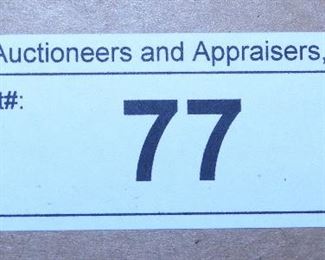 Auctioneers and Appraisers,
t#:
77